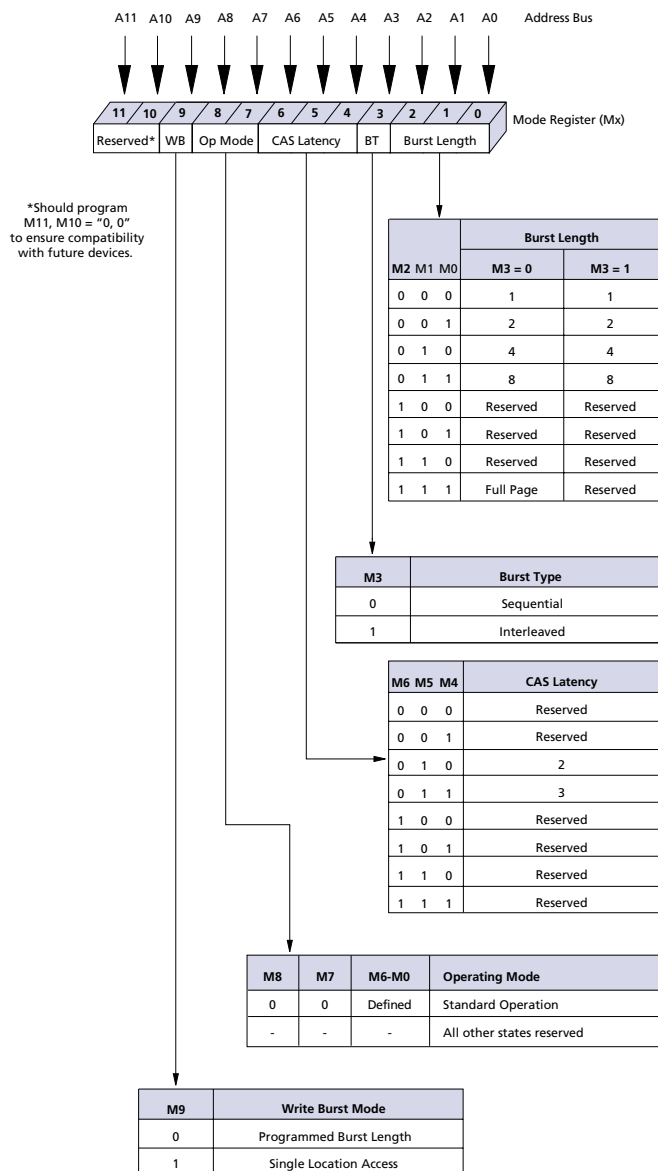 A11 A10 A9 A8 A7 A6 A5 A4 A3 A2 A1 A0 Address Bus
11 10 9 8 7 6 5 4 3 2 1 0 Mode Register (Mx)
Reserved* WB Op Mode CAS Latency BT Burst Length
*Should program
M11, M10 = “0, 0”
to ensure compatibility
with future devices.
Burst Length
M2 M1 M0 M3 = 0 M3 = 1
0 0 0 1 1
0 0 1 2 2
0 1 0 4 4
0 1 1 8 8
1 0 0 Reserved Reserved
1 0 1 Reserved Reserved
1 1 0 Reserved Reserved
1 1 1 Full Page Reserved
M3 Burst Type
0 Sequential
1 Interleaved
M6 M5 M4 CAS Latency
0 0 0 Reserved
0 0 1 Reserved
0 1 0 2
0 1 1 3
1 0 0 Reserved
1 0 1 Reserved
1 1 0 Reserved
1 1 1 Reserved
M8 M7 M6-M0 Operating Mode
0 0 Defined Standard Operation
- - - All other states reserved
M9 Write Burst Mode
0 Programmed Burst Length
1 Single Location Access